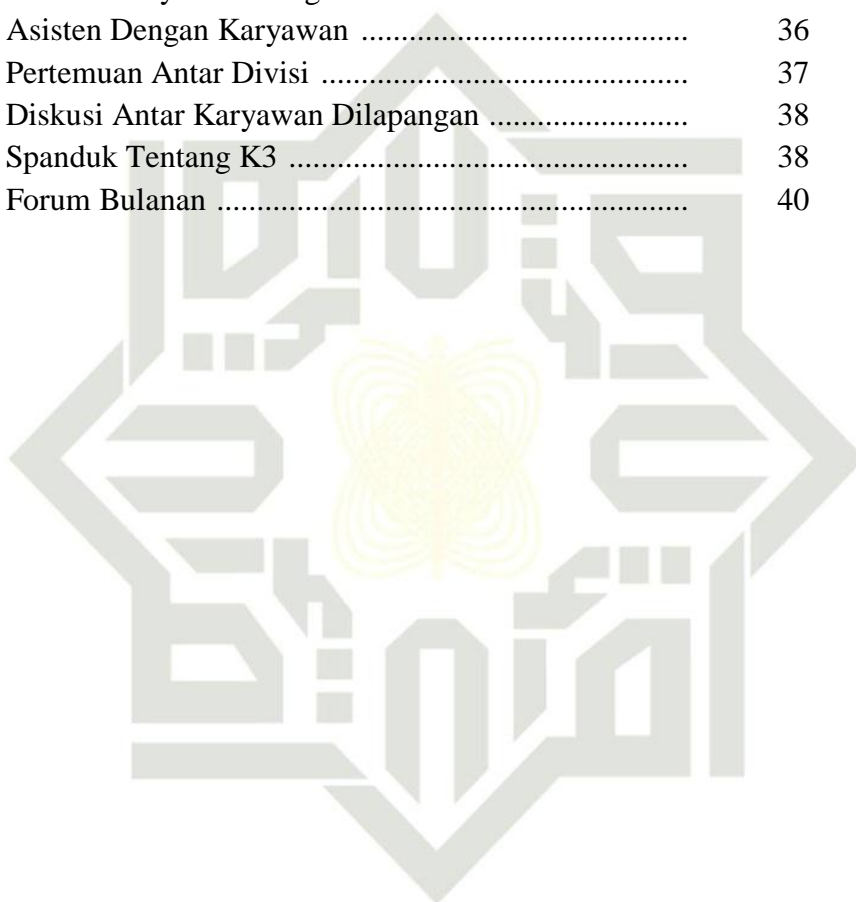 Asisten Dengan Karyawan ......................................... 36
Pertemuan Antar Divisi .............................................. 37
Diskusi Antar Karyawan Dilapangan ......................... 38
Spanduk Tentang K3 .................................................. 38
Forum Bulanan ........................................................... 40